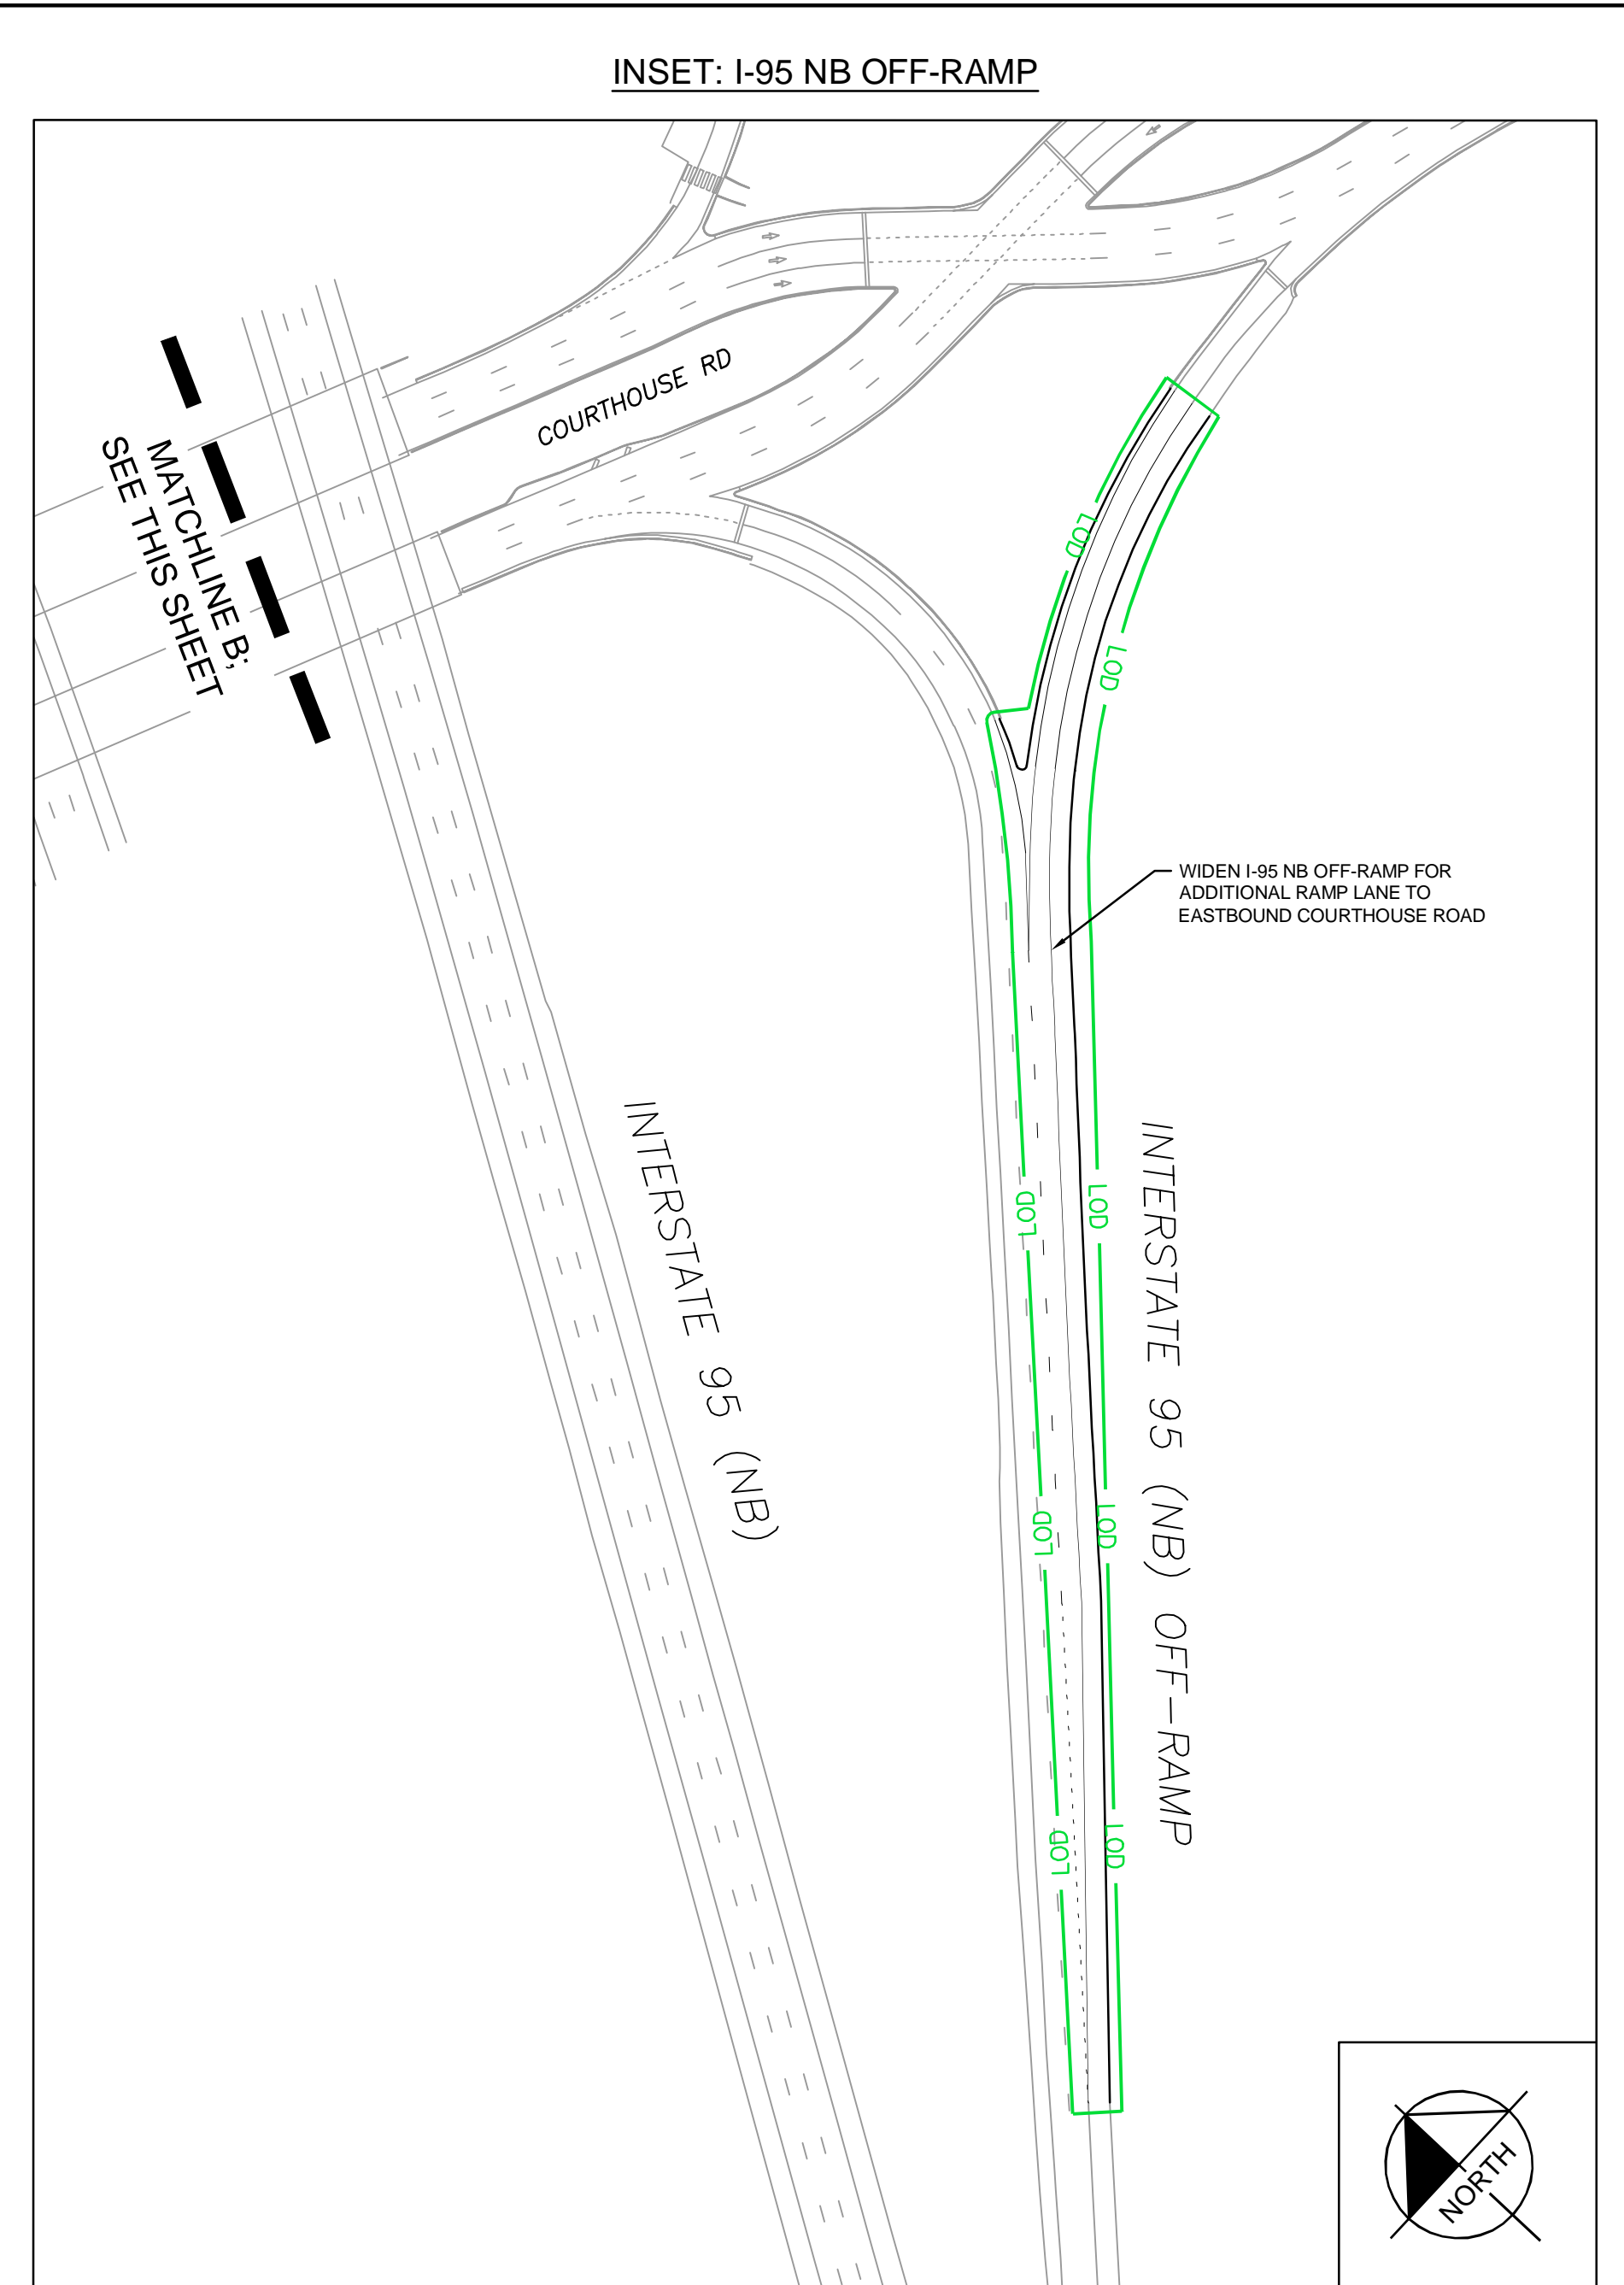 INSET: I-95 NB OFF-RAMP
COURTHOUSE RD
MATCHLINE B;
SEE THIS SHEET
LOD
LOD
WIDEN I-95 NB OFF-RAMP FOR
ADDITIONAL RAMP LANE TO
EASTBOUND COURTHOUSE ROAD
INTERSTATE 95 (NB)
INTERSTATE 95 (NB) OFF-RAMP
LOD
LOD
LOD
LOD
LOD
LOD
NORTH